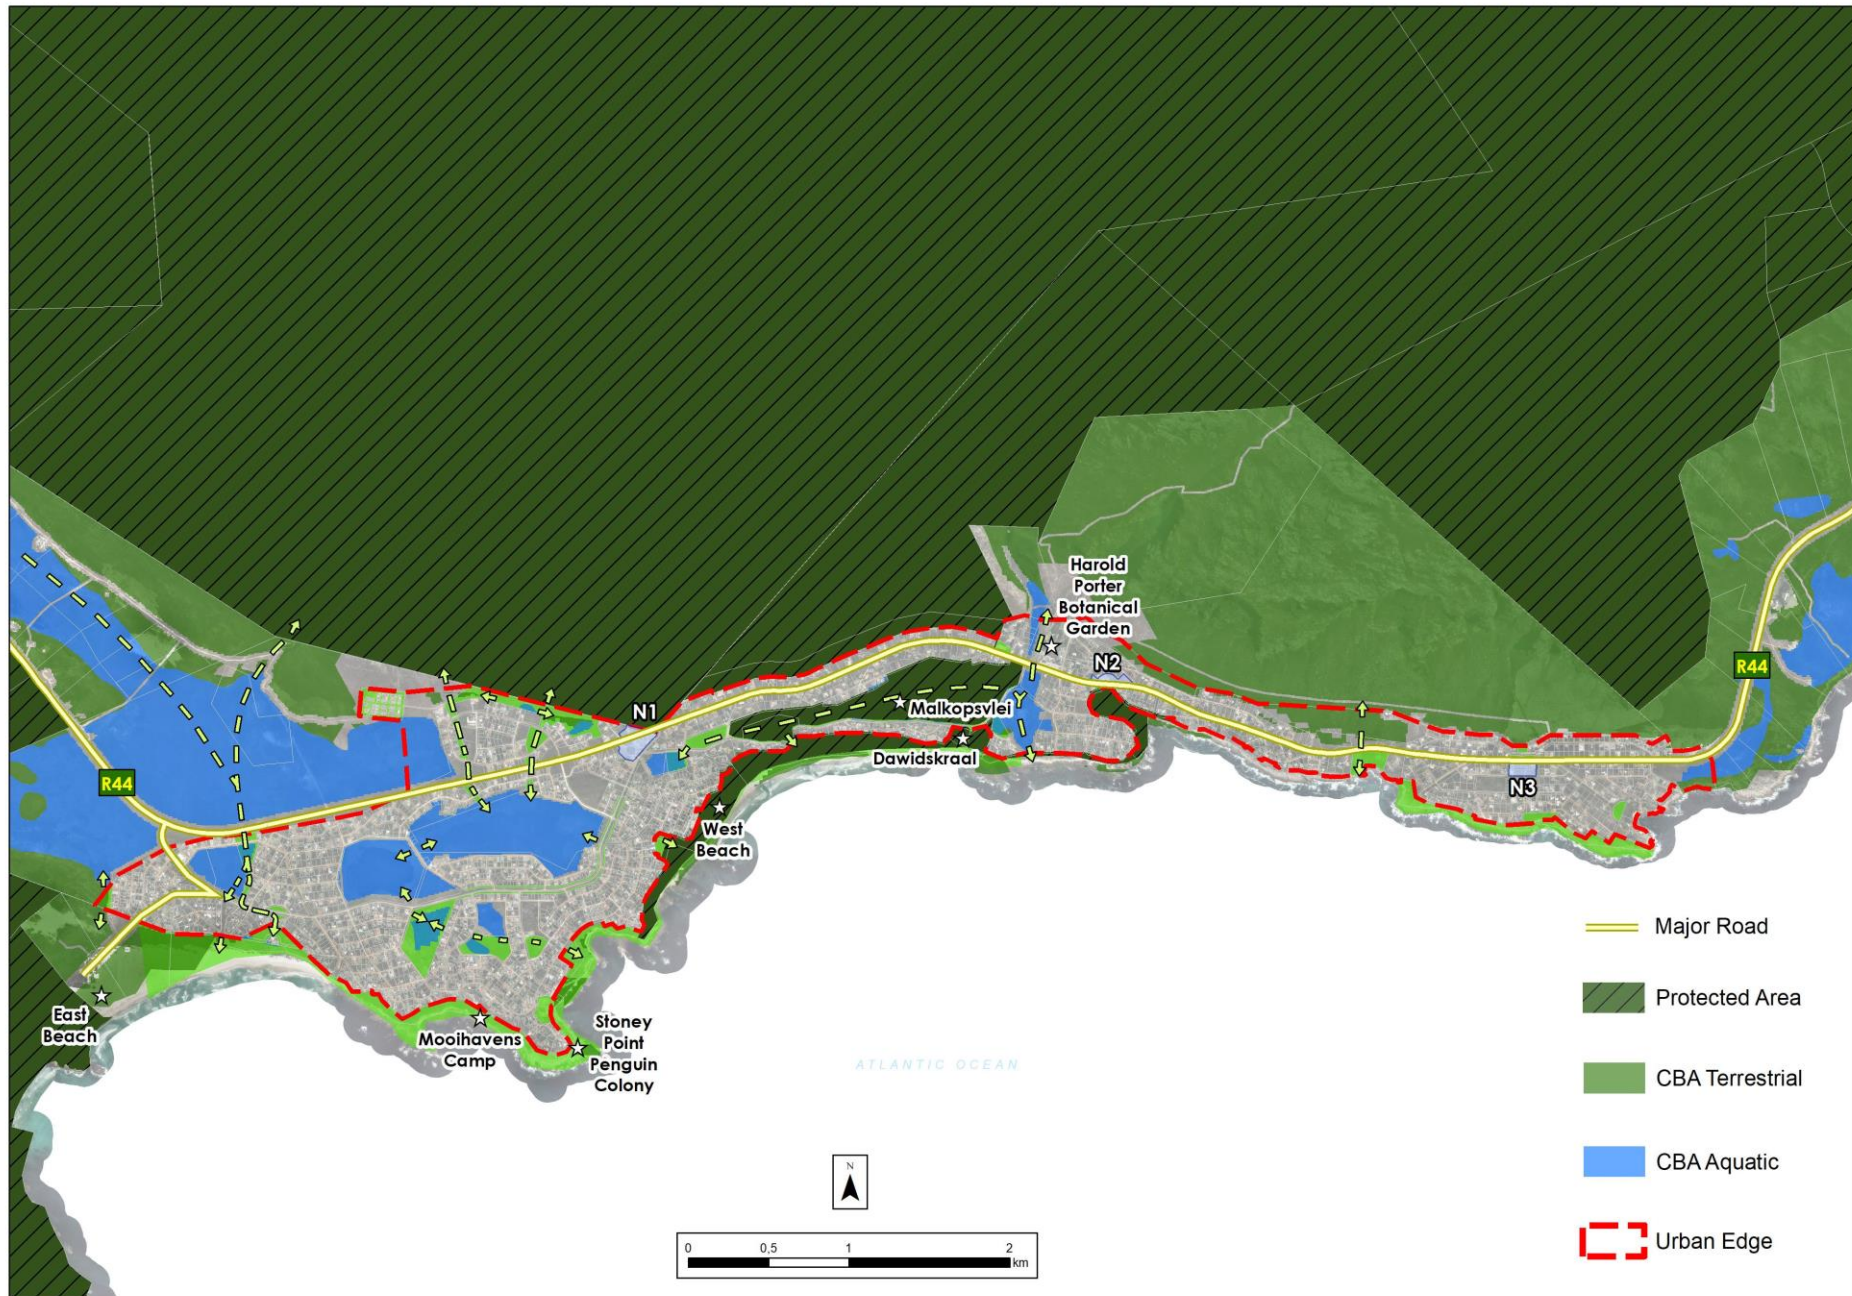 Harold
Porter
Botanical
Garden
N2
R44
N1
Malkopsvlei
Dawidskraal
R44
N3
West
Beach
East
Beach
Mooihavens
Camp
Stoney
Point
Penguin
Colony
ATLANTIC OCEAN
Major Road
Protected Area
CBA Terrestrial
CBA Aquatic
Urban Edge
N
0 0,5 1 2
km